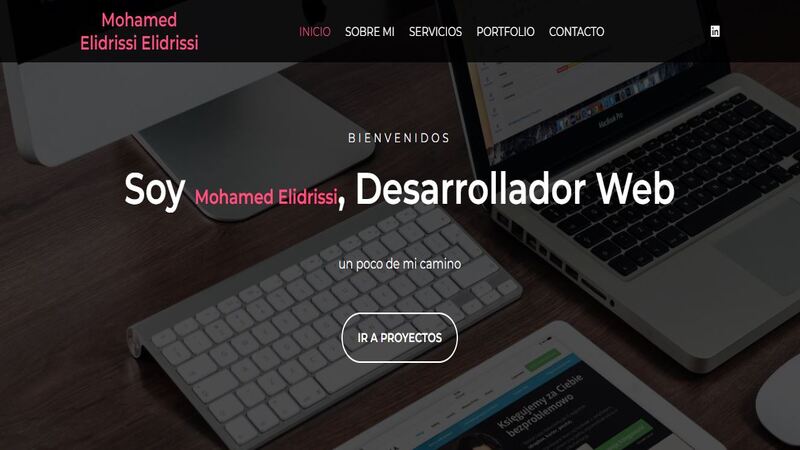 Mohamed
Elidrissi Elidrissi
INICIO SOBRE MI SERVICIOS PORTFOLIO CONTACTO
in
BIENVENIDOS
Soy Mohamed Elidrissi, Desarrollador Web
un poco de mi camino
IR A PROYECTOS
MacBook Pro
Księgujemy za Ciebie
bezproblemowo